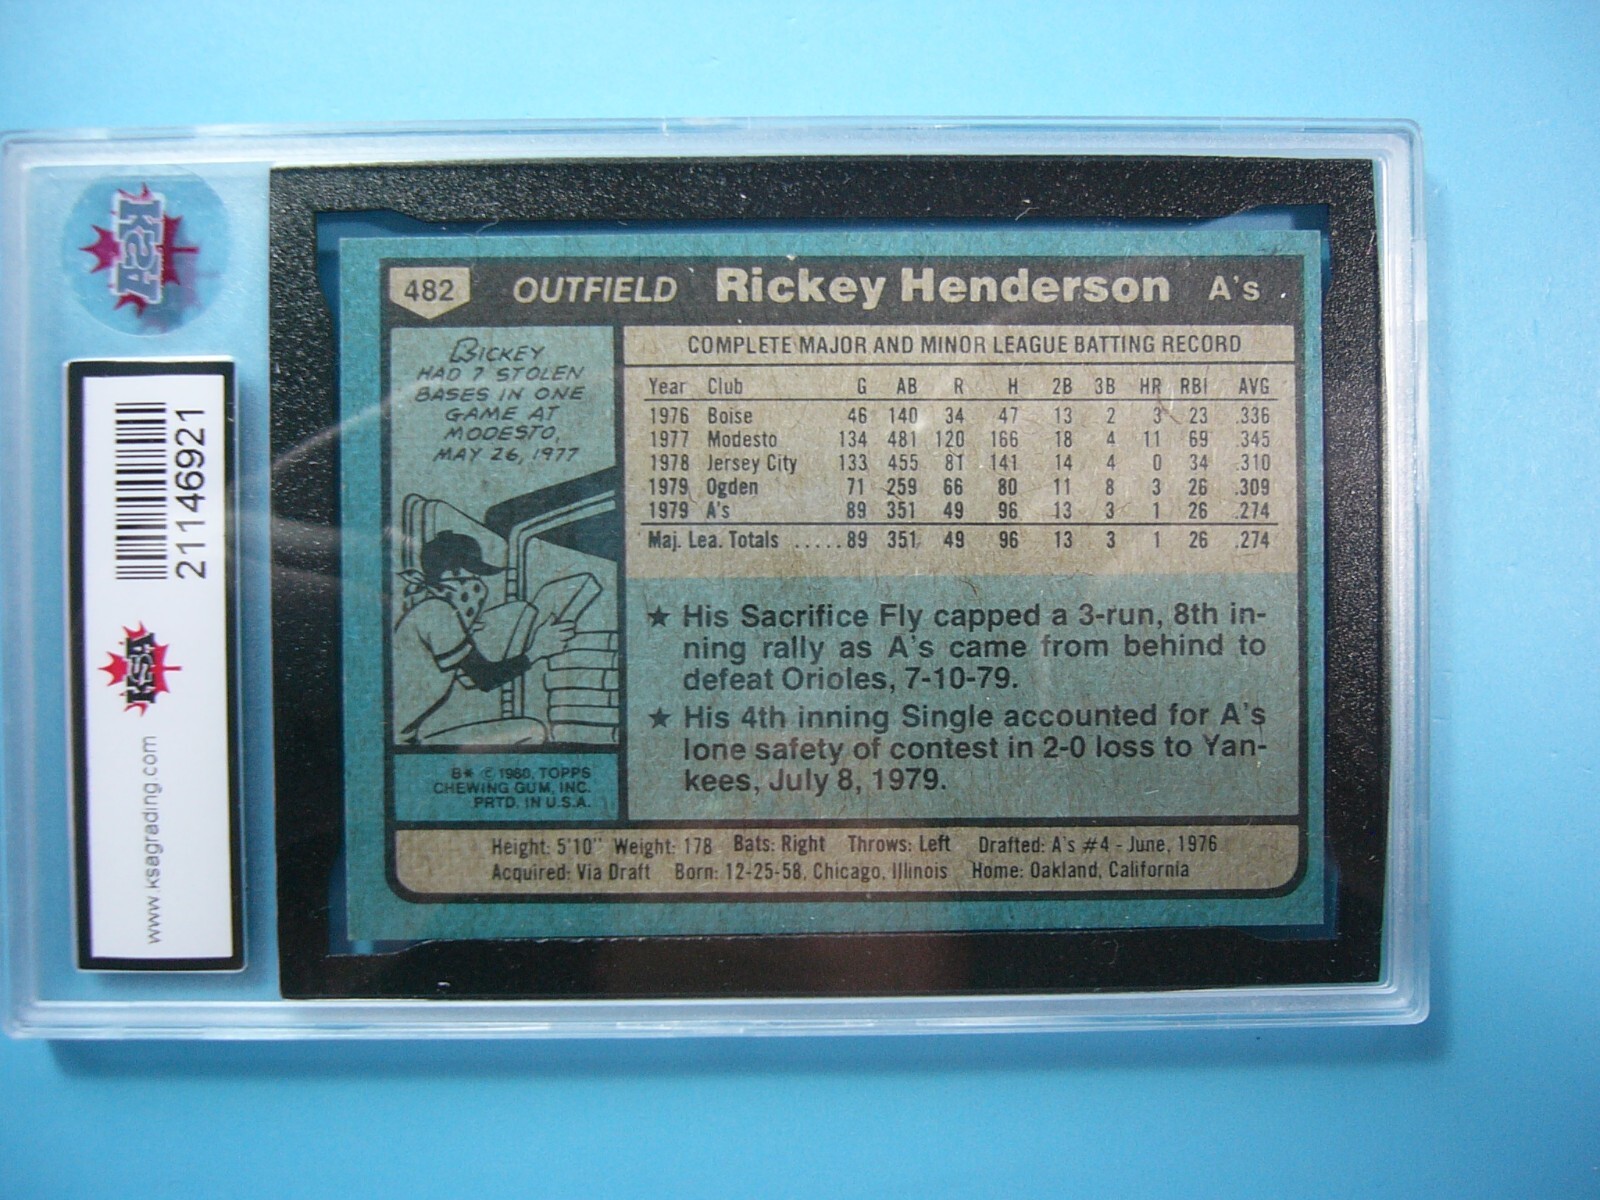 KSA
21146921
KSA
www.ksagrading.com
482 OUTFIELD Rickey Henderson A's
RICKEY
HAD 7 STOLEN
BASES IN ONE
GAME AT
MODESTO,
MAY 26, 1977
B* © 1980, TOPPS
CHEWING GUM, INC.
PRTD. IN U.S.A.
COMPLETE MAJOR AND MINOR LEAGUE BATTING RECORD
Year Club G AB R H 2B 3B HR RBI AVG
1976 Boise 46 140 34 47 13 2 3 23 .336
1977 Modesto 134 481 120 166 18 4 11 69 .345
1978 Jersey City 133 455 81 141 14 4 0 34 .310
1979 Ogden 71 259 66 80 11 8 3 26 .309
1979 A's 89 351 49 96 13 3 1 26 .274
Maj. Lea. Totals .....89 351 49 96 13 3 1 26 .274
★ His Sacrifice Fly capped a 3-run, 8th in-
ning rally as A's came from behind to
defeat Orioles, 7-10-79.
★ His 4th inning Single accounted for A's
lone safety of contest in 2-0 loss to Yan-
kees, July 8, 1979.
Height: 5'10" Weight: 178 Bats: Right Throws: Left Drafted: A's #4 - June, 1976
Acquired: Via Draft Born: 12-25-58, Chicago, Illinois Home: Oakland, California